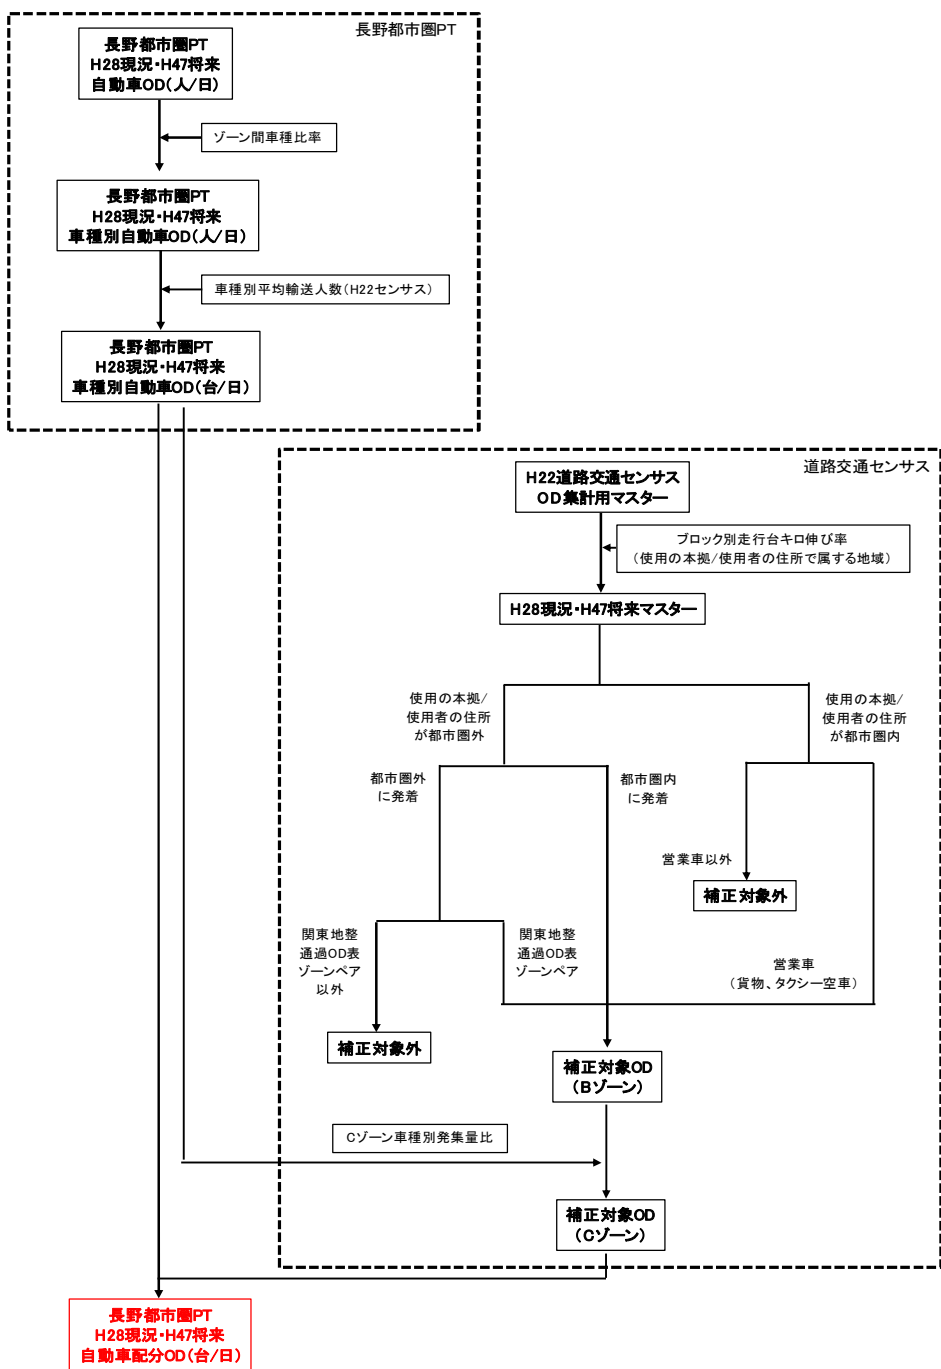 長野都市圏PT
長野都市圏PT
H28現況・H47将来
自動車OD(人/日)
ゾーン間車種比率
長野都市圏PT
H28現況・H47将来
車種別自動車OD(人/日)
車種別平均輸送人数(H22センサス)
長野都市圏PT
H28現況・H47将来
車種別自動車OD(台/日)
道路交通センサス
H22道路交通センサス
OD集計用マスター
ブロック別走行台キロ伸び率
(使用の本拠/使用者の住所で属する地域)
H28現況・H47将来マスター
使用の本拠/
使用者の住所
が都市圏外
使用の本拠/
使用者の住所
が都市圏内
都市圏外
に発着
都市圏内
に発着
営業車以外
補正対象外
関東地整
通過OD表
ゾーンペア
以外
関東地整
通過OD表
ゾーンペア
営業車
(貨物、タクシー空車)
補正対象外
補正対象OD
(Bゾーン)
Cゾーン車種別発集量比
補正対象OD
(Cゾーン)
長野都市圏PT
H28現況・H47将来
自動車配分OD(台/日)